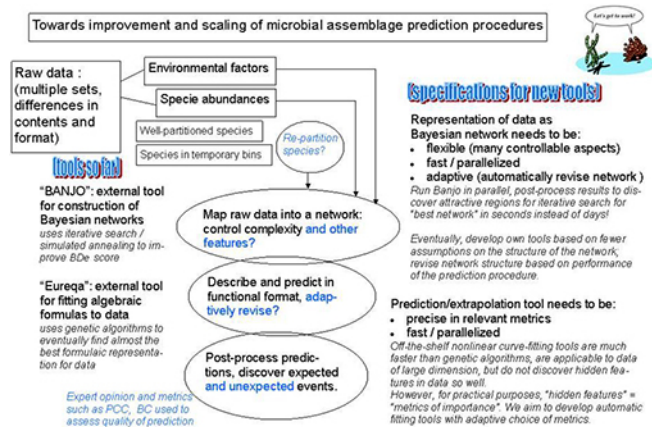 Towards improvement and scaling of microbial assemblage prediction procedures
Let's get to work!
Raw data :
(multiple sets,
differences in
contents and
format)
Environmental factors
Specie abundances
Well-partitioned species
Species in temporary bins
Re-partition
species?
(tools so far)
"BANJO": external tool
for construction of
Bayesian networks
uses iterative search /
simulated annealing to im-
prove BDe score
"Eureqa": external tool
for fitting algebraic
formulas to data
uses genetic algorithms to
eventually find almost the
best formulaic representa-
tion for data
Expert opinion and metrics
such as PCC, BC used to
assess quality of prediction
Map raw data into a network:
control complexity and other
features?
Describe and predict in
functional format, adap-
tively revise?
Post-process predic-
tions, discover expected
and unexpected events.
(specifications for new tools)
Representation of data as
Bayesian network needs to be:
• flexible (many controllable aspects)
• fast / parallelized
• adaptive (automatically revise network )
Run Banjo in parallel, post-process results to dis-
cover attractive regions for iterative search for
"best network" in seconds instead of days!
Eventually, develop own tools based on fewer
assumptions on the structure of the network;
revise network structure based on performance
of the prediction procedure.
Prediction/extrapolation tool needs to be:
• precise in relevant metrics
• fast / parallelized
Off-the-shelf nonlinear curve-fitting tools are much
faster than genetic algorithms, are applicable to data
of large dimension, but do not discover hidden fea-
tures in data so well.
However, for practical purposes, "hidden features" =
"metrics of importance". We aim to develop automatic
fitting tools with adaptive choice of metrics.